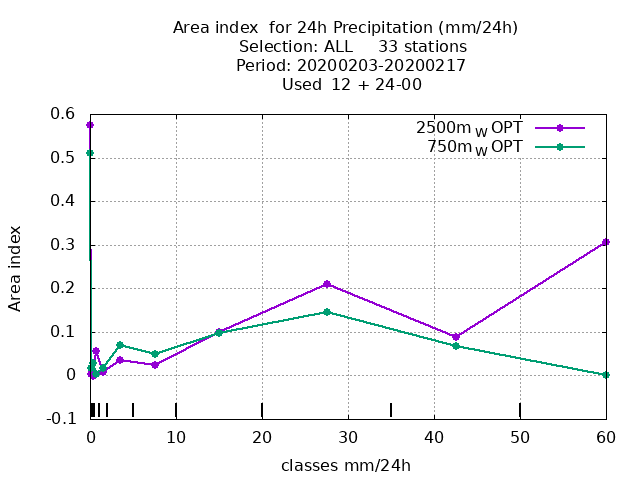 Area index  for 24h Precipitation (mm/24h)
Selection: ALL     33 stations
Period: 20200203-20200217
Used  12 + 24-00
2500m W OPT
750m W OPT
0.6
0.5
0.4
0.3
0.2
0.1
0
-0.1
Area index
0 10 20 30 40 50 60
classes mm/24h